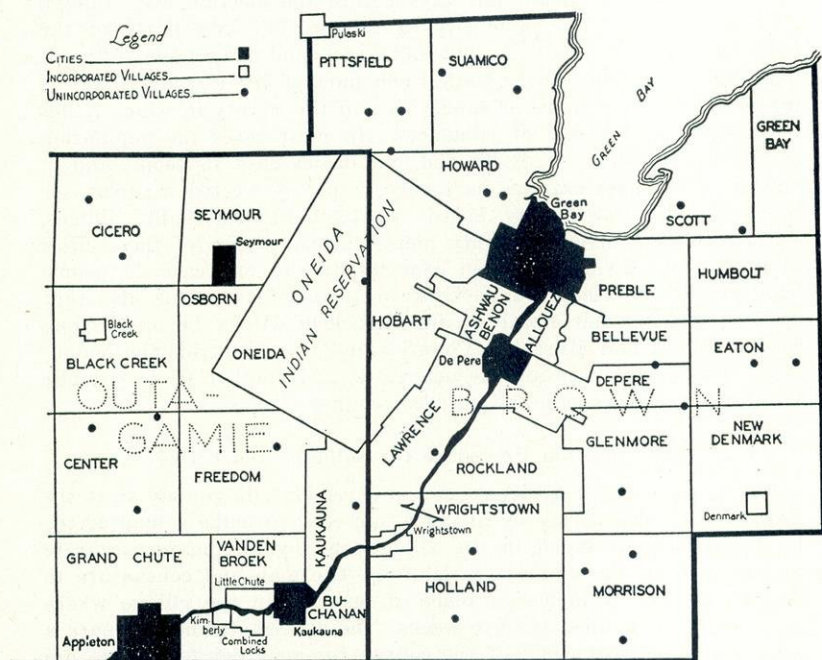 Legend
CITIES
INCORPORATED VILLAGES
UNINCORPORATED VILLAGES
Pulaski
PITTSFIELD
SUAMICO
GREEN BAY
GREEN
BAY
HOWARD
Green
Bay
SCOTT
CICERO
SEYMOUR
Seymour
ONEIDA
INDIAN RESERVATION
OSBORN
ONEIDA
HOBART
ASHWAU
BENON
ALLOUEZ
PREBLE
HUMBOLT
Black
Creek
BLACK CREEK
De Pere
BELLEVUE
EATON
DEPERE
OUTA-
GAMIE
BROWN
LAWRENCE
CENTER
FREEDOM
KAUKAUNA
ROCKLAND
GLENMORE
NEW
DENMARK
Denmark
WRIGHTSTOWN
Wrightstown
GRAND CHUTE
VANDEN
BROEK
Little Chute
Kim-
berly
Combined
Locks
BU-
CHANAN
Kaukauna
Appleton
HOLLAND
MORRISON